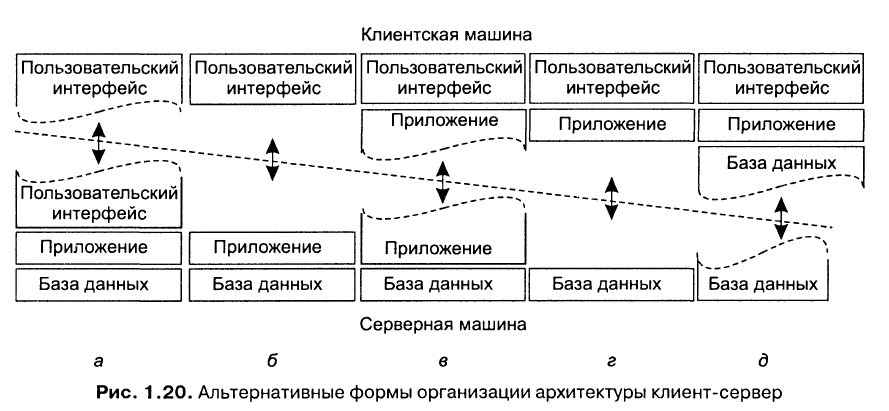 Клиентская машина
Пользовательский
интерфейс
Пользовательский
интерфейс
Пользовательский
интерфейс
Пользовательский
интерфейс
Пользовательский
интерфейс
Приложение
Приложение
Приложение
База данных
Пользовательский
интерфейс
Приложение
Приложение
Приложение
База данных
База данных
База данных
База данных
База данных
Серверная машина
а б в г д
Рис. 1.20. Альтернативные формы организации архитектуры клиент-сервер